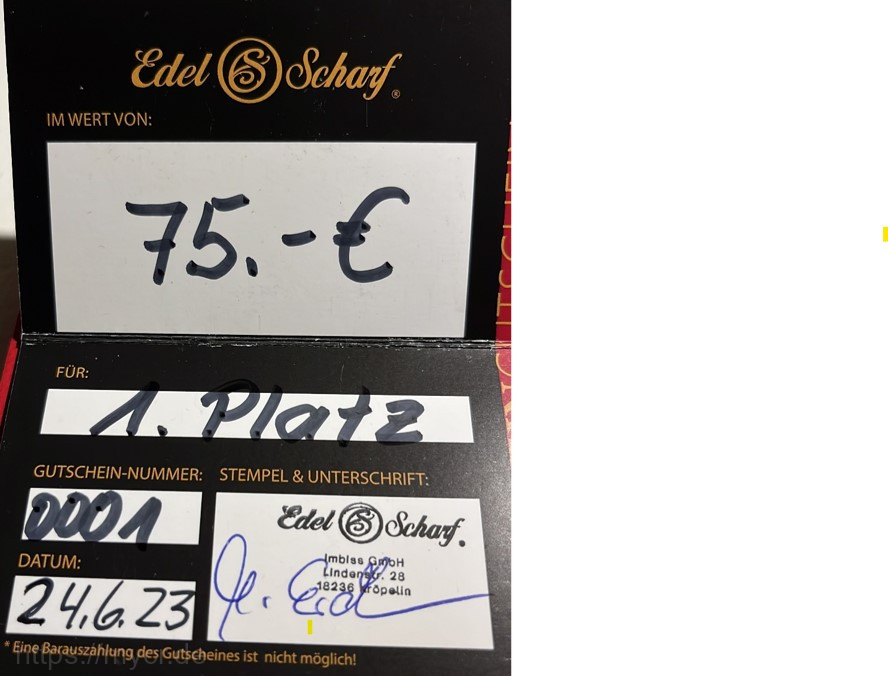 Edel S Scharf®
IM WERT VON:
75.-€
FÜR:
1. Platz
GUTSCHEIN-NUMMER: STEMPEL & UNTERSCHRIFT:
0001
Edel S Scharf.
Imbiss GmbH
Lindenstr. 28
18236 Kröpelin
DATUM:
24.6.23
* Eine Barauszahlung des Gutscheines ist nicht möglich!